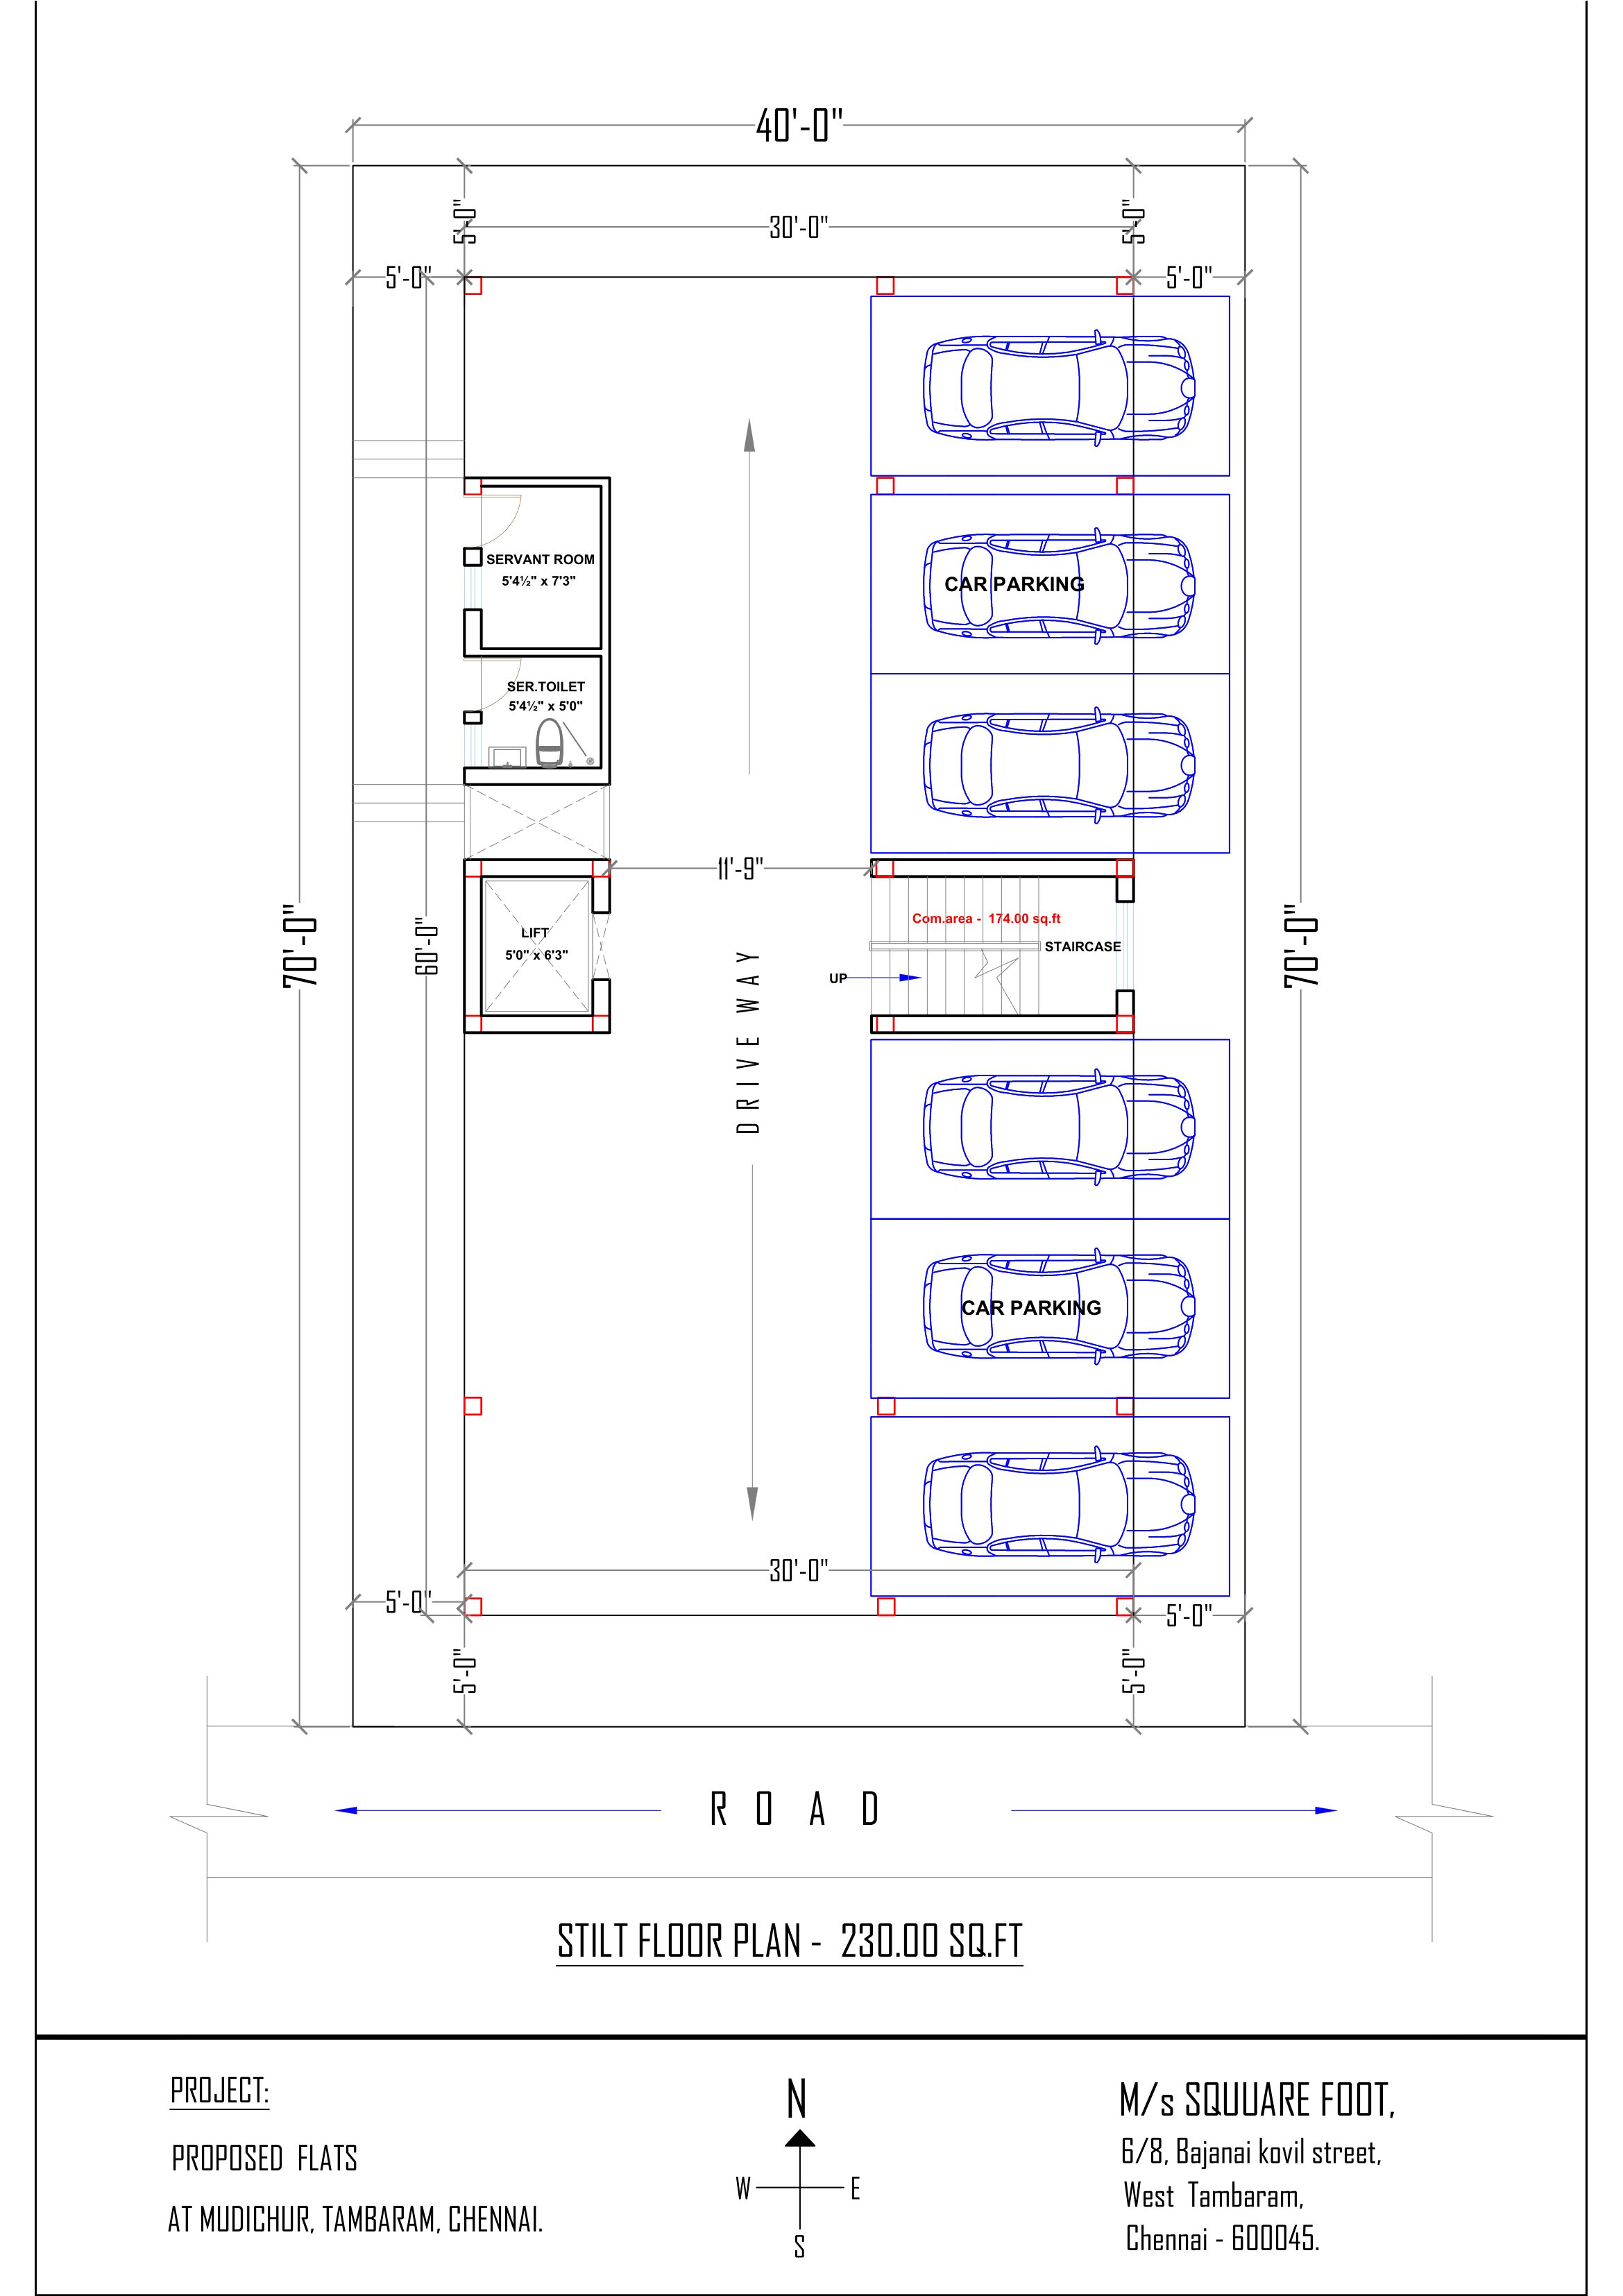 40'-0"
5'-0"
5'-0"
30'-0"
5'-0"
5'-0"
SERVANT ROOM
5'4½" x 7'3"
CAR PARKING
SER.TOILET
5'4½" x 5'0"
11'-9"
70'-0"
60'-0"
70'-0"
Com.area - 174.00 sq.ft
LIFT
5'0" x 6'3"
STAIRCASE
UP
DRIVE WAY
CAR PARKING
30'-0"
5'-0"
5'-0"
5'-0"
5'-0"
ROAD
STILT FLOOR PLAN - 230.00 SQ.FT
PROJECT:
PROPOSED FLATS
AT MUDICHUR, TAMBARAM, CHENNAI.
N
W
E
S
M/s SQUUARE FOOT,
6/8, Bajanai kovil street,
West Tambaram,
Chennai - 600045.